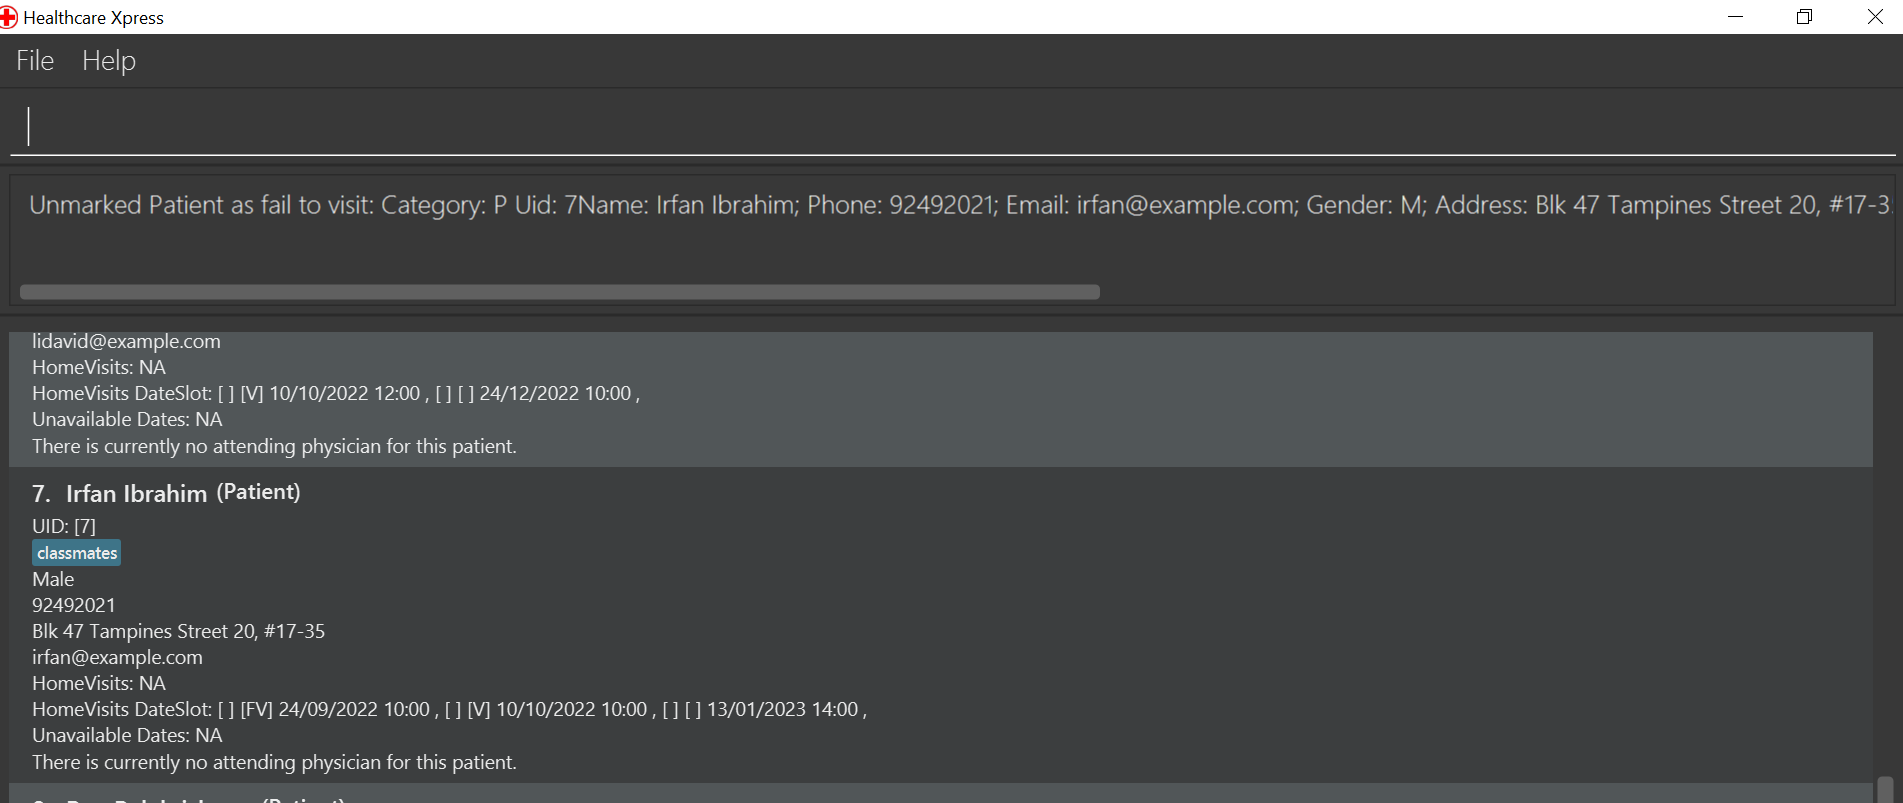 Healthcare Xpress
File Help
Unmarked Patient as fail to visit: Category: P Uid: 7Name: Irfan Ibrahim; Phone: 92492021; Email: irfan@example.com; Gender: M; Address: Blk 47 Tampines Street 20, #17-3
lidavid@example.com
HomeVisits: NA
HomeVisits DateSlot: [ ] [V] 10/10/2022 12:00 , [ ] [ ] 24/12/2022 10:00 ,
Unavailable Dates: NA
There is currently no attending physician for this patient.
7. Irfan Ibrahim (Patient)
UID: [7]
classmates
Male
92492021
Blk 47 Tampines Street 20, #17-35
irfan@example.com
HomeVisits: NA
HomeVisits DateSlot: [ ] [FV] 24/09/2022 10:00 , [ ] [V] 10/10/2022 10:00 , [ ] [ ] 13/01/2023 14:00 ,
Unavailable Dates: NA
There is currently no attending physician for this patient.
(Patient)